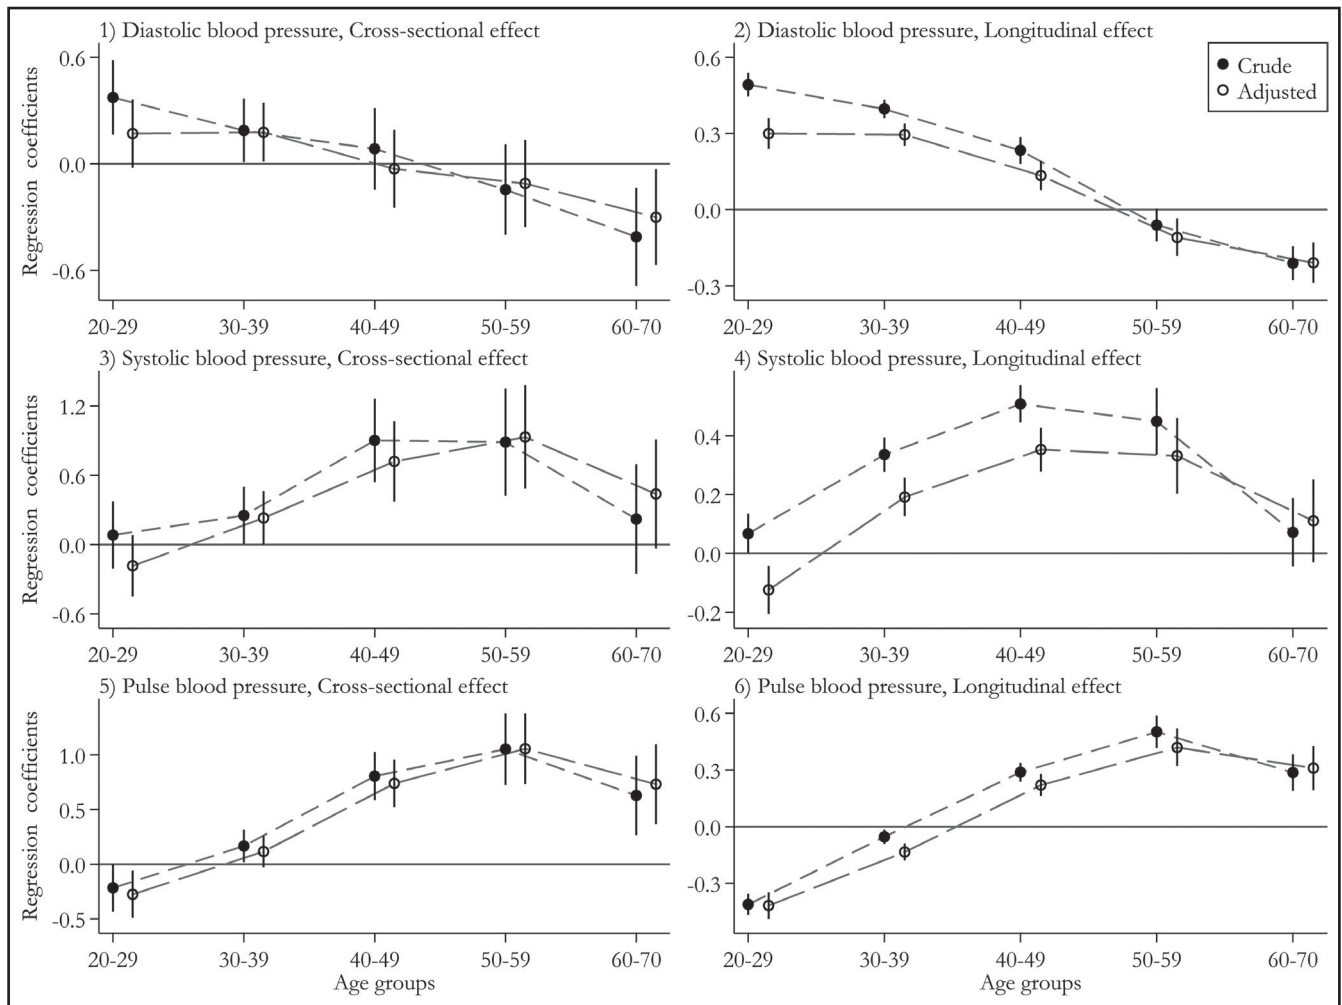 1) Diastolic blood pressure, Cross-sectional effect
Regression coefficients
0.6
0.0
-0.6
20-29 30-39 40-49 50-59 60-70
2) Diastolic blood pressure, Longitudinal effect
Crude
Adjusted
0.6
0.3
0.0
-0.3
20-29 30-39 40-49 50-59 60-70
3) Systolic blood pressure, Cross-sectional effect
Regression coefficients
1.2
0.6
0.0
-0.6
20-29 30-39 40-49 50-59 60-70
4) Systolic blood pressure, Longitudinal effect
0.4
0.2
0.0
-0.2
20-29 30-39 40-49 50-59 60-70
5) Pulse blood pressure, Cross-sectional effect
Regression coefficients
1.0
0.5
0.0
-0.5
20-29 30-39 40-49 50-59 60-70
Age groups
6) Pulse blood pressure, Longitudinal effect
0.6
0.3
0.0
-0.3
20-29 30-39 40-49 50-59 60-70
Age groups